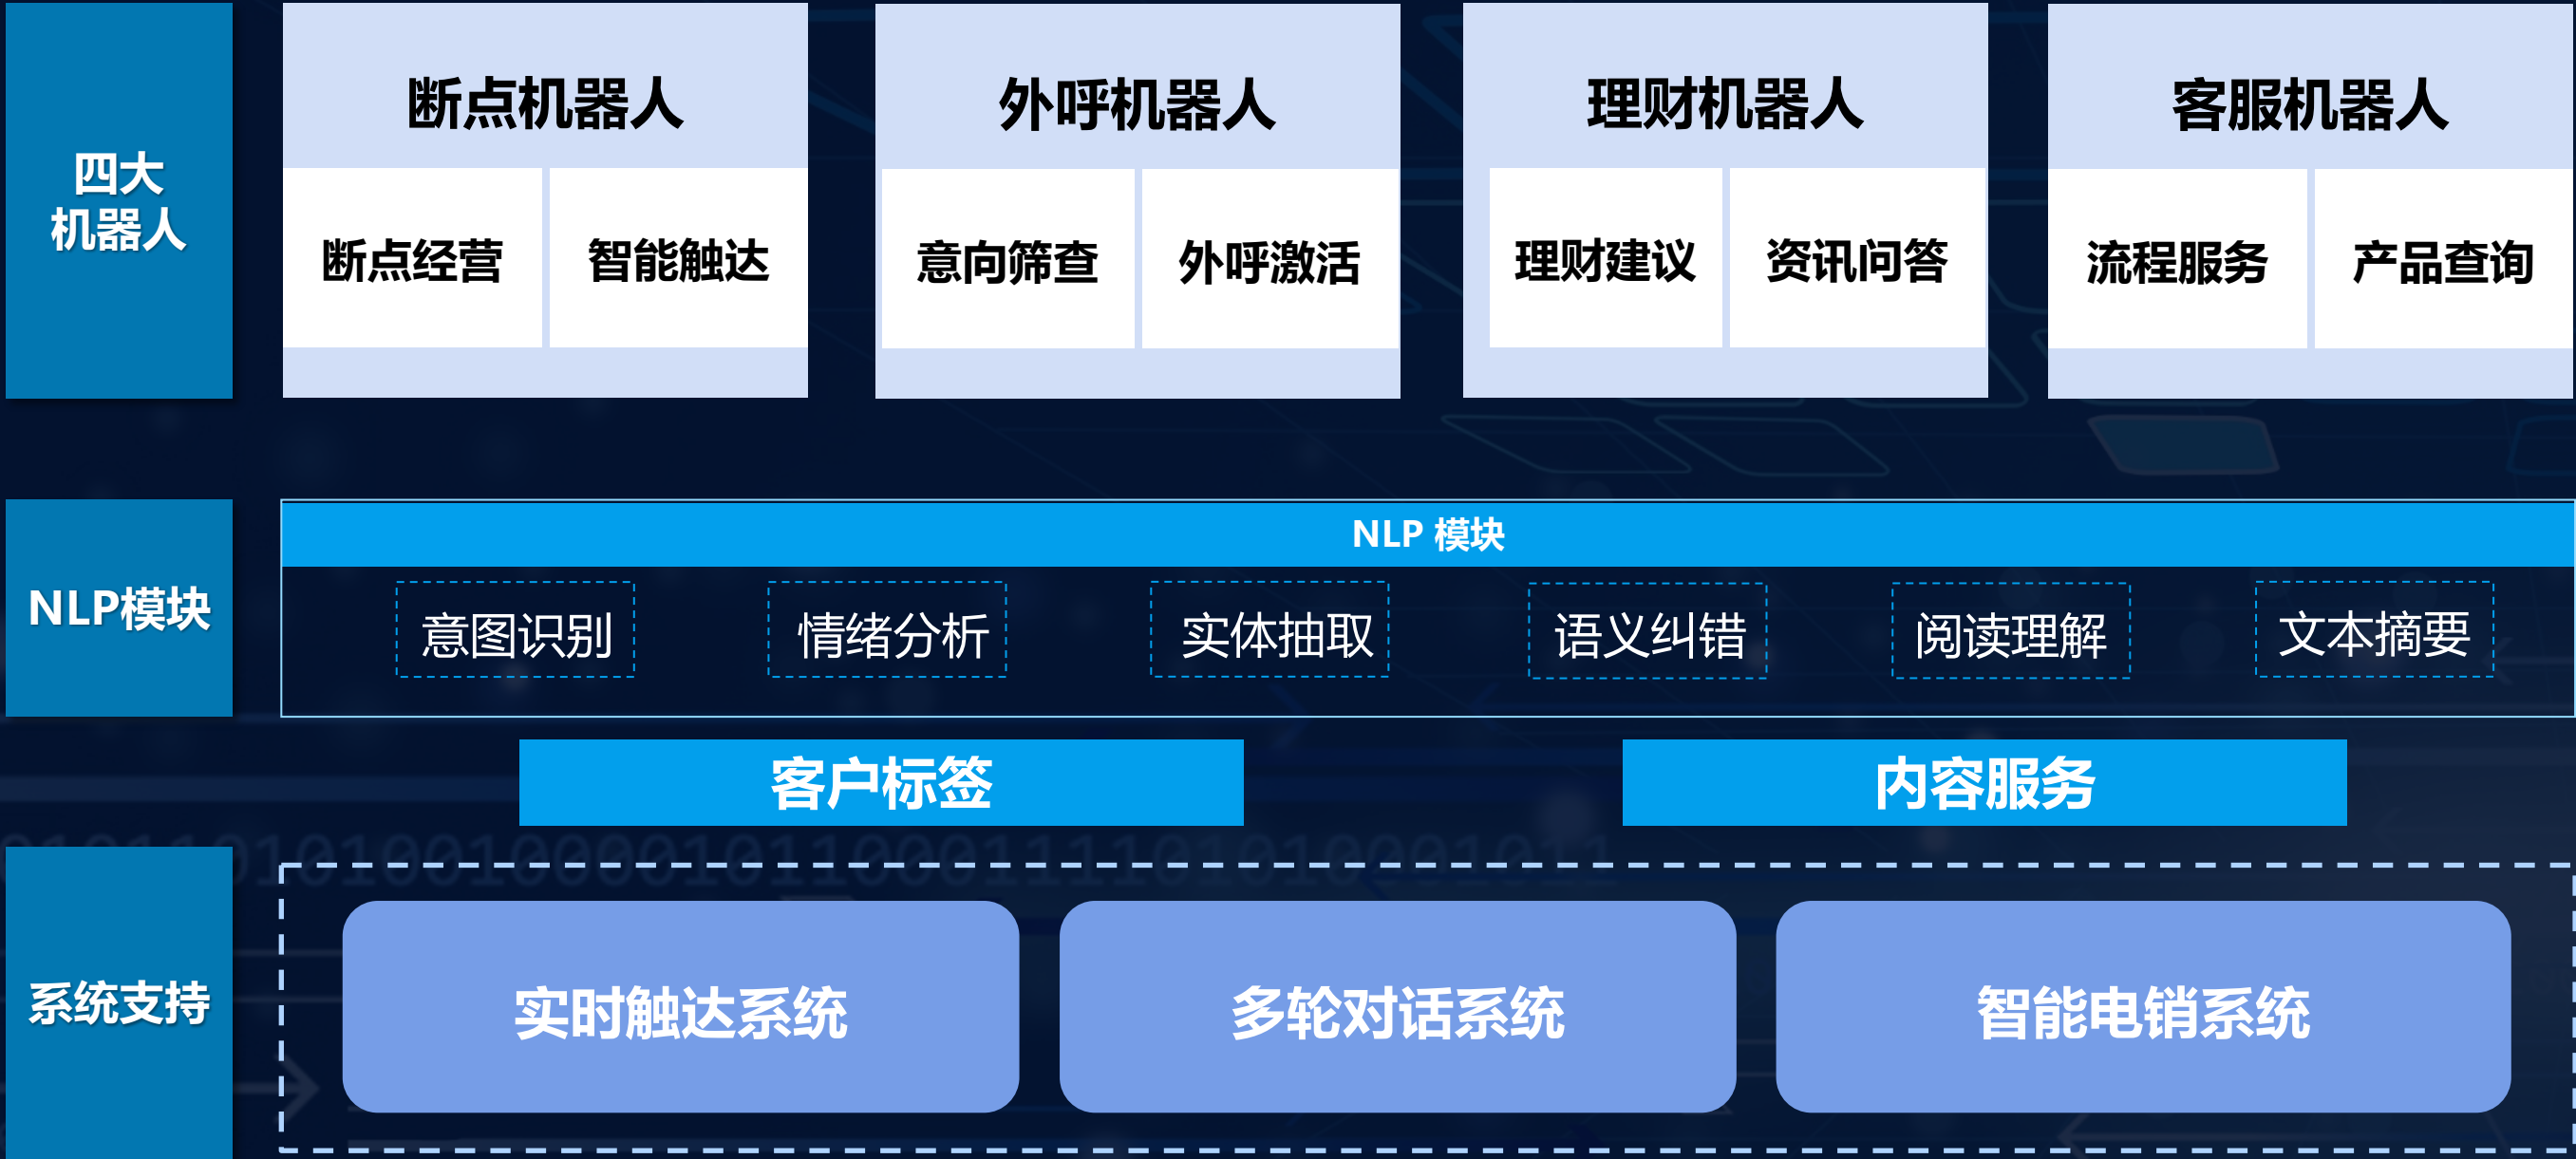 四大
机器人
断点机器人
断点经营
智能触达
外呼机器人
意向筛查
外呼激活
理财机器人
理财建议
资讯问答
客服机器人
流程服务
产品查询
NLP模块
NLP 模块
意图识别
情绪分析
实体抽取
语义纠错
阅读理解
文本摘要
客户标签
内容服务
系统支持
实时触达系统
多轮对话系统
智能电销系统